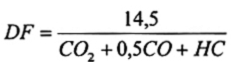 DF = 14,5 / (CO₂ + 0,5CO + HC)